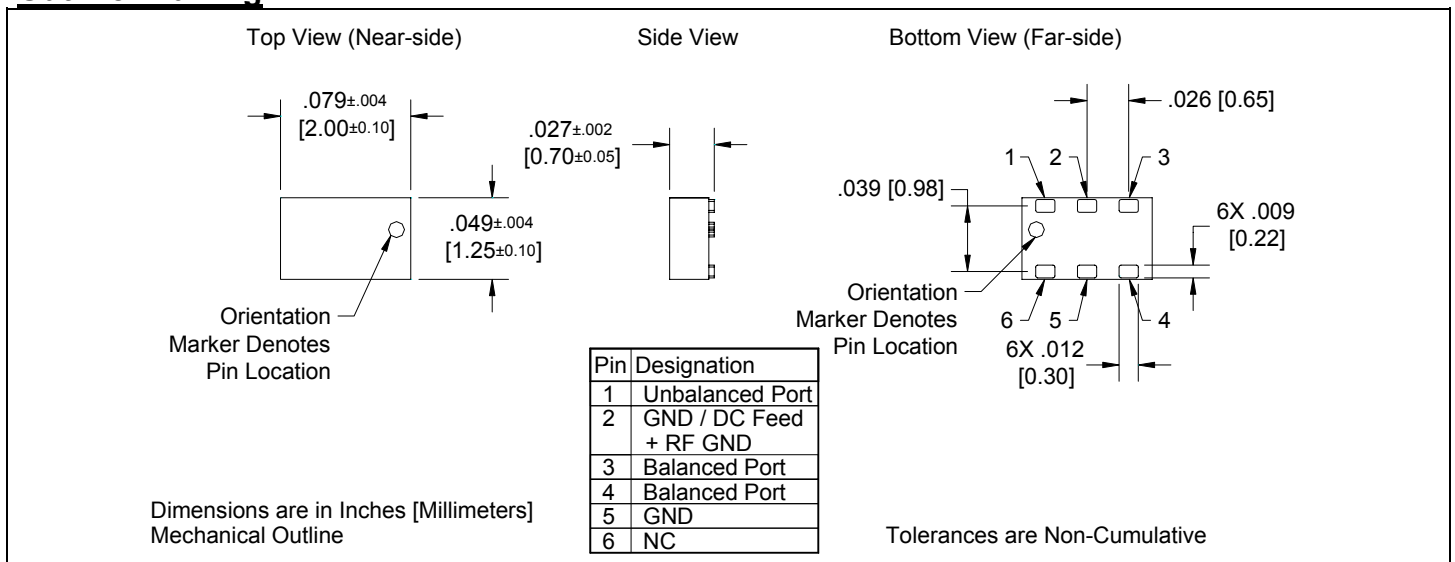 Top View (Near-side)
Side View
Bottom View (Far-side)
.079±.004
[2.00±0.10]
.049±.004
[1.25±0.10]
Orientation
Marker Denotes
Pin Location
.027±.002
[0.70±0.05]
.026 [0.65]
1
2
3
.039 [0.98]
6X .009
[0.22]
Orientation
Marker Denotes
Pin Location
6
5
4
6X .012
[0.30]
Pin Designation
1 Unbalanced Port
2 GND / DC Feed
+ RF GND
3 Balanced Port
4 Balanced Port
5 GND
6 NC
Dimensions are in Inches [Millimeters]
Mechanical Outline
Tolerances are Non-Cumulative